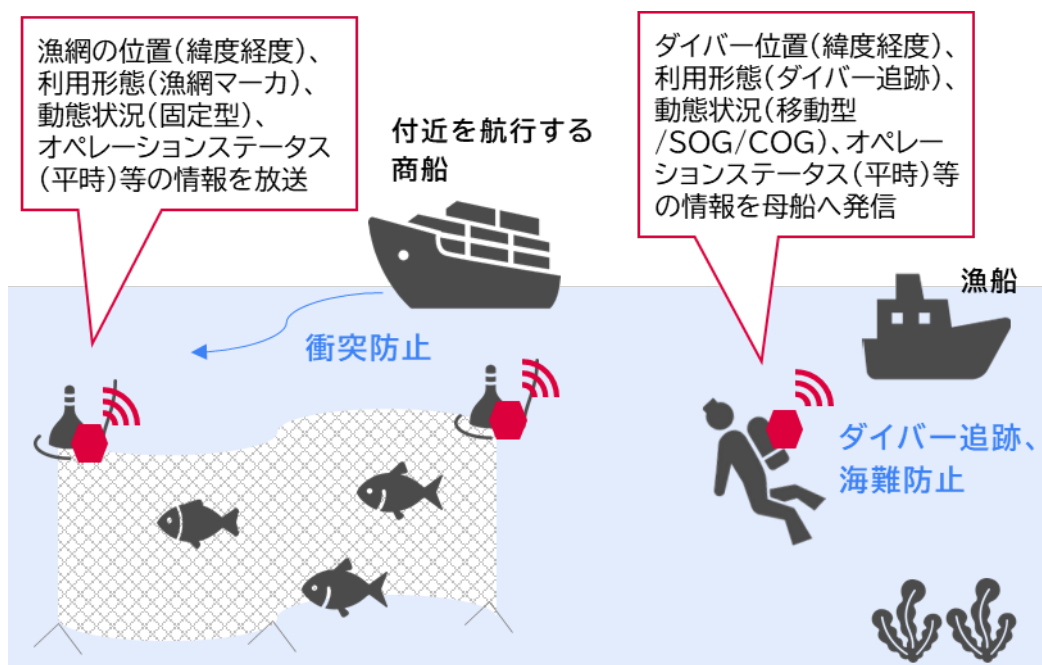 漁網の位置(緯度経度)、
利用形態(漁網マーカ)、
動態状況(固定型)、
オペレーションステータス
(平時)等の情報を放送
付近を航行する
商船
ダイバー位置(緯度経度)、
利用形態(ダイバー追跡)、
動態状況(移動型
/SOG/COG)、オペレー
ションステータス(平時)等
の情報を母船へ発信
漁船
衝突防止
ダイバー追跡、
海難防止